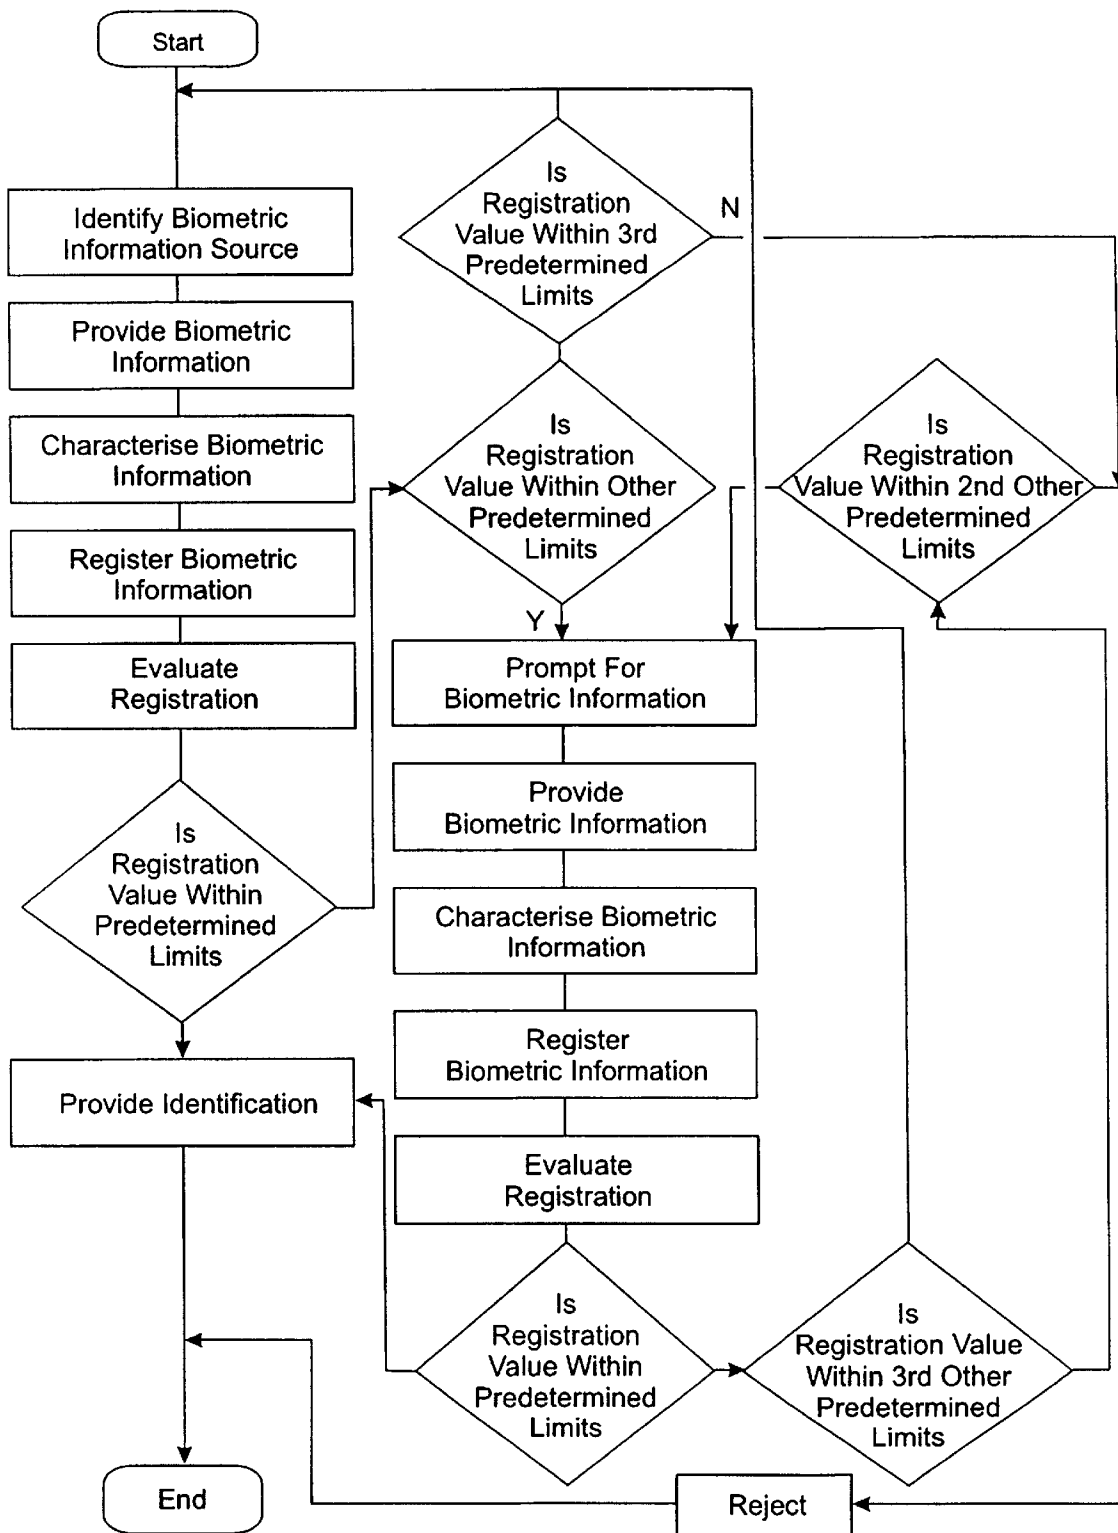 Start
Identify Biometric
Information Source
Provide Biometric
Information
Characterise Biometric
Information
Register Biometric
Information
Evaluate
Registration
Is
Registration
Value Within
Predetermined
Limits
Provide Identification
End
Is
Registration
Value Within 3rd
Predetermined
Limits
N
Is
Registration
Value Within Other
Predetermined
Limits
Y
Prompt For
Biometric Information
Provide
Biometric Information
Characterise Biometric
Information
Register
Biometric Information
Evaluate
Registration
Is
Registration
Value Within
Predetermined
Limits
Is
Registration
Value Within 2nd Other
Predetermined
Limits
Is
Registration Value
Within 3rd Other
Predetermined
Limits
Reject